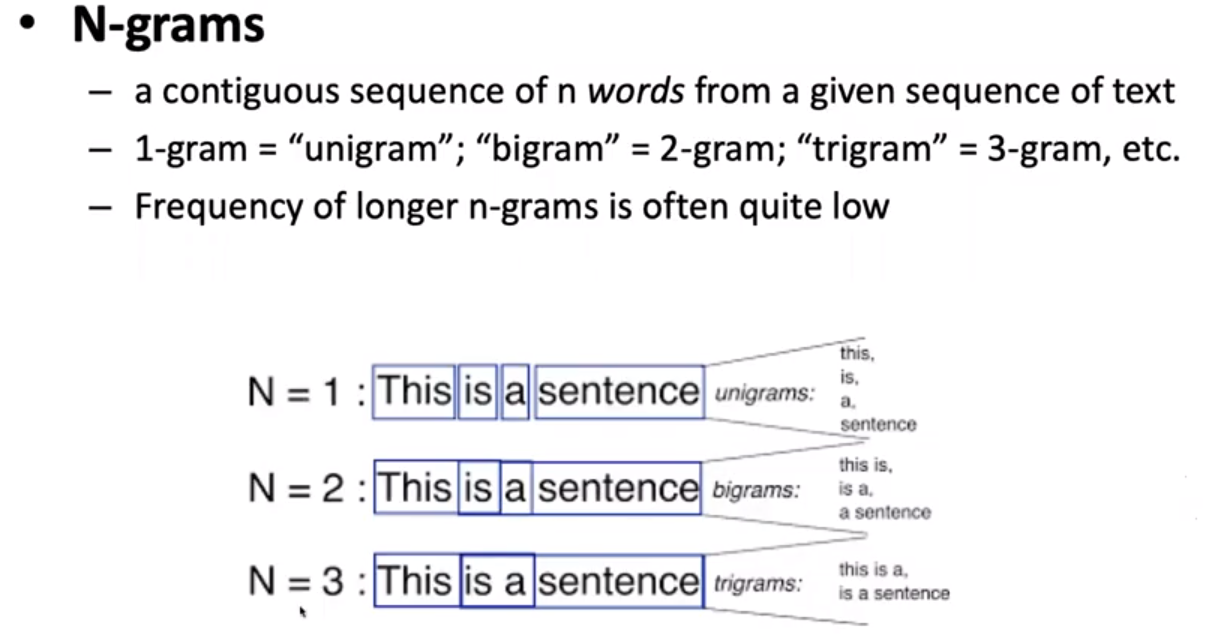 • N-grams
– a contiguous sequence of n words from a given sequence of text
– 1-gram = “unigram”; “bigram” = 2-gram; “trigram” = 3-gram, etc.
– Frequency of longer n-grams is often quite low
N = 1 : This is a sentence unigrams:
this,
is,
a,
sentence
N = 2 : This is a sentence bigrams:
this is,
is a,
a sentence
N = 3 : This is a sentence trigrams:
this is a,
is a sentence